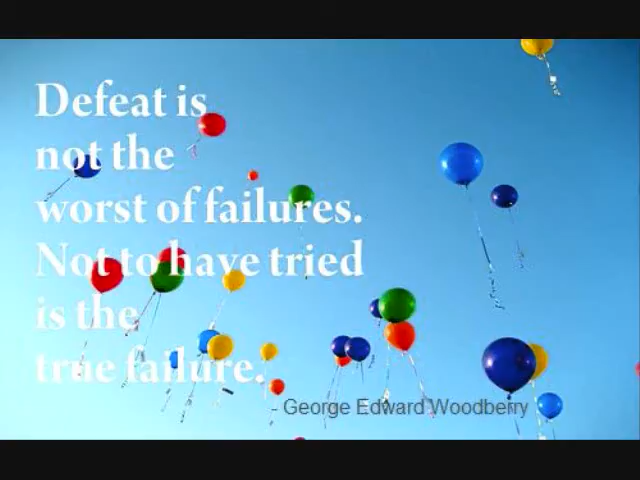 Defeat is
not the
worst of failures.
Not to have tried
is the
true failure.
- George Edward Woodberry